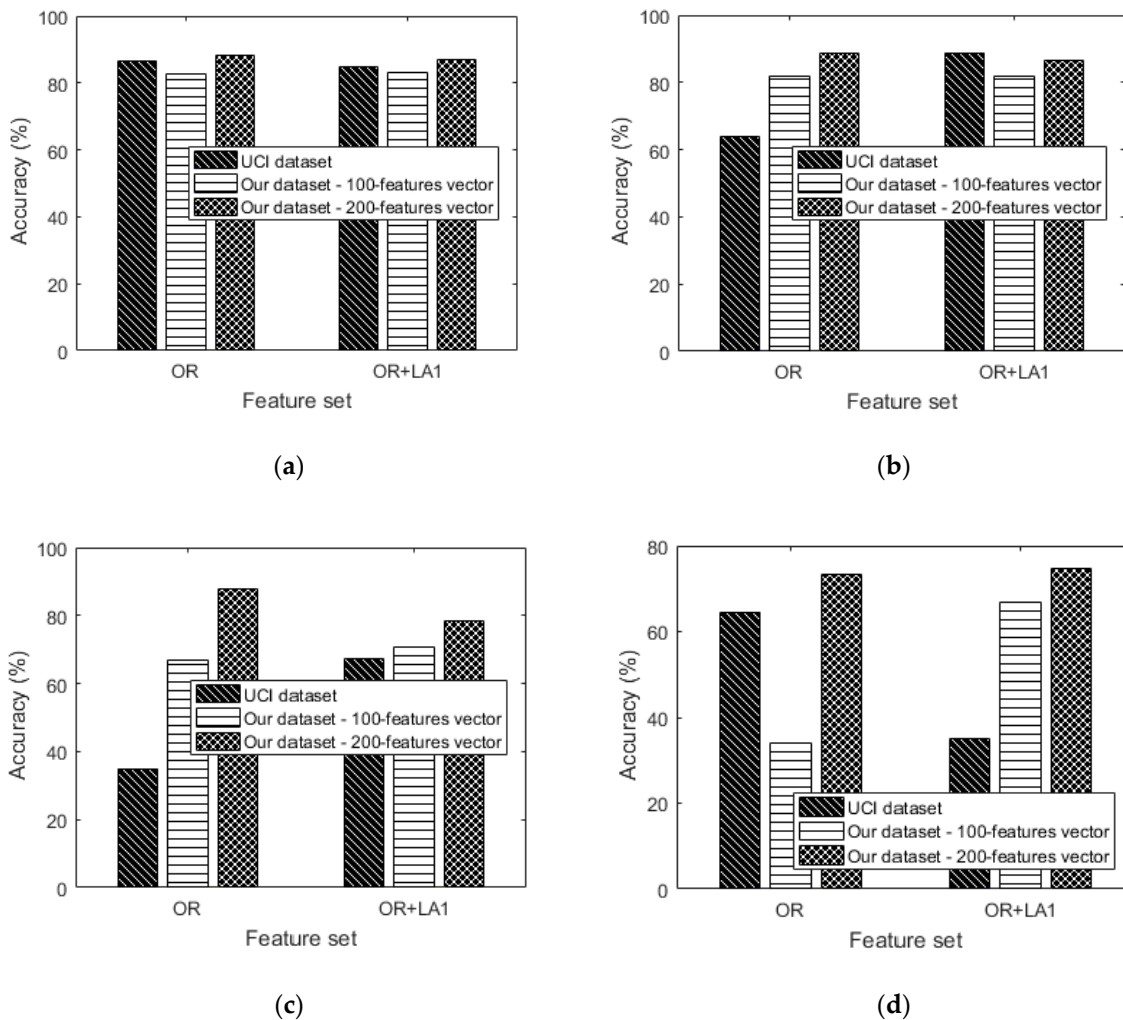 100
80
60
40
20
0
Accuracy (%)
UCI dataset
Our dataset - 100-features vector
Our dataset - 200-features vector
OR OR+LA1
Feature set
(a)
100
80
60
40
20
0
Accuracy (%)
UCI dataset
Our dataset - 100-features vector
Our dataset - 200-features vector
OR OR+LA1
Feature set
(b)
100
80
60
40
20
0
Accuracy (%)
UCI dataset
Our dataset - 100-features vector
Our dataset - 200-features vector
OR OR+LA1
Feature set
(c)
80
60
40
20
0
Accuracy (%)
UCI dataset
Our dataset - 100-features vector
Our dataset - 200-features vector
OR OR+LA1
Feature set
(d)